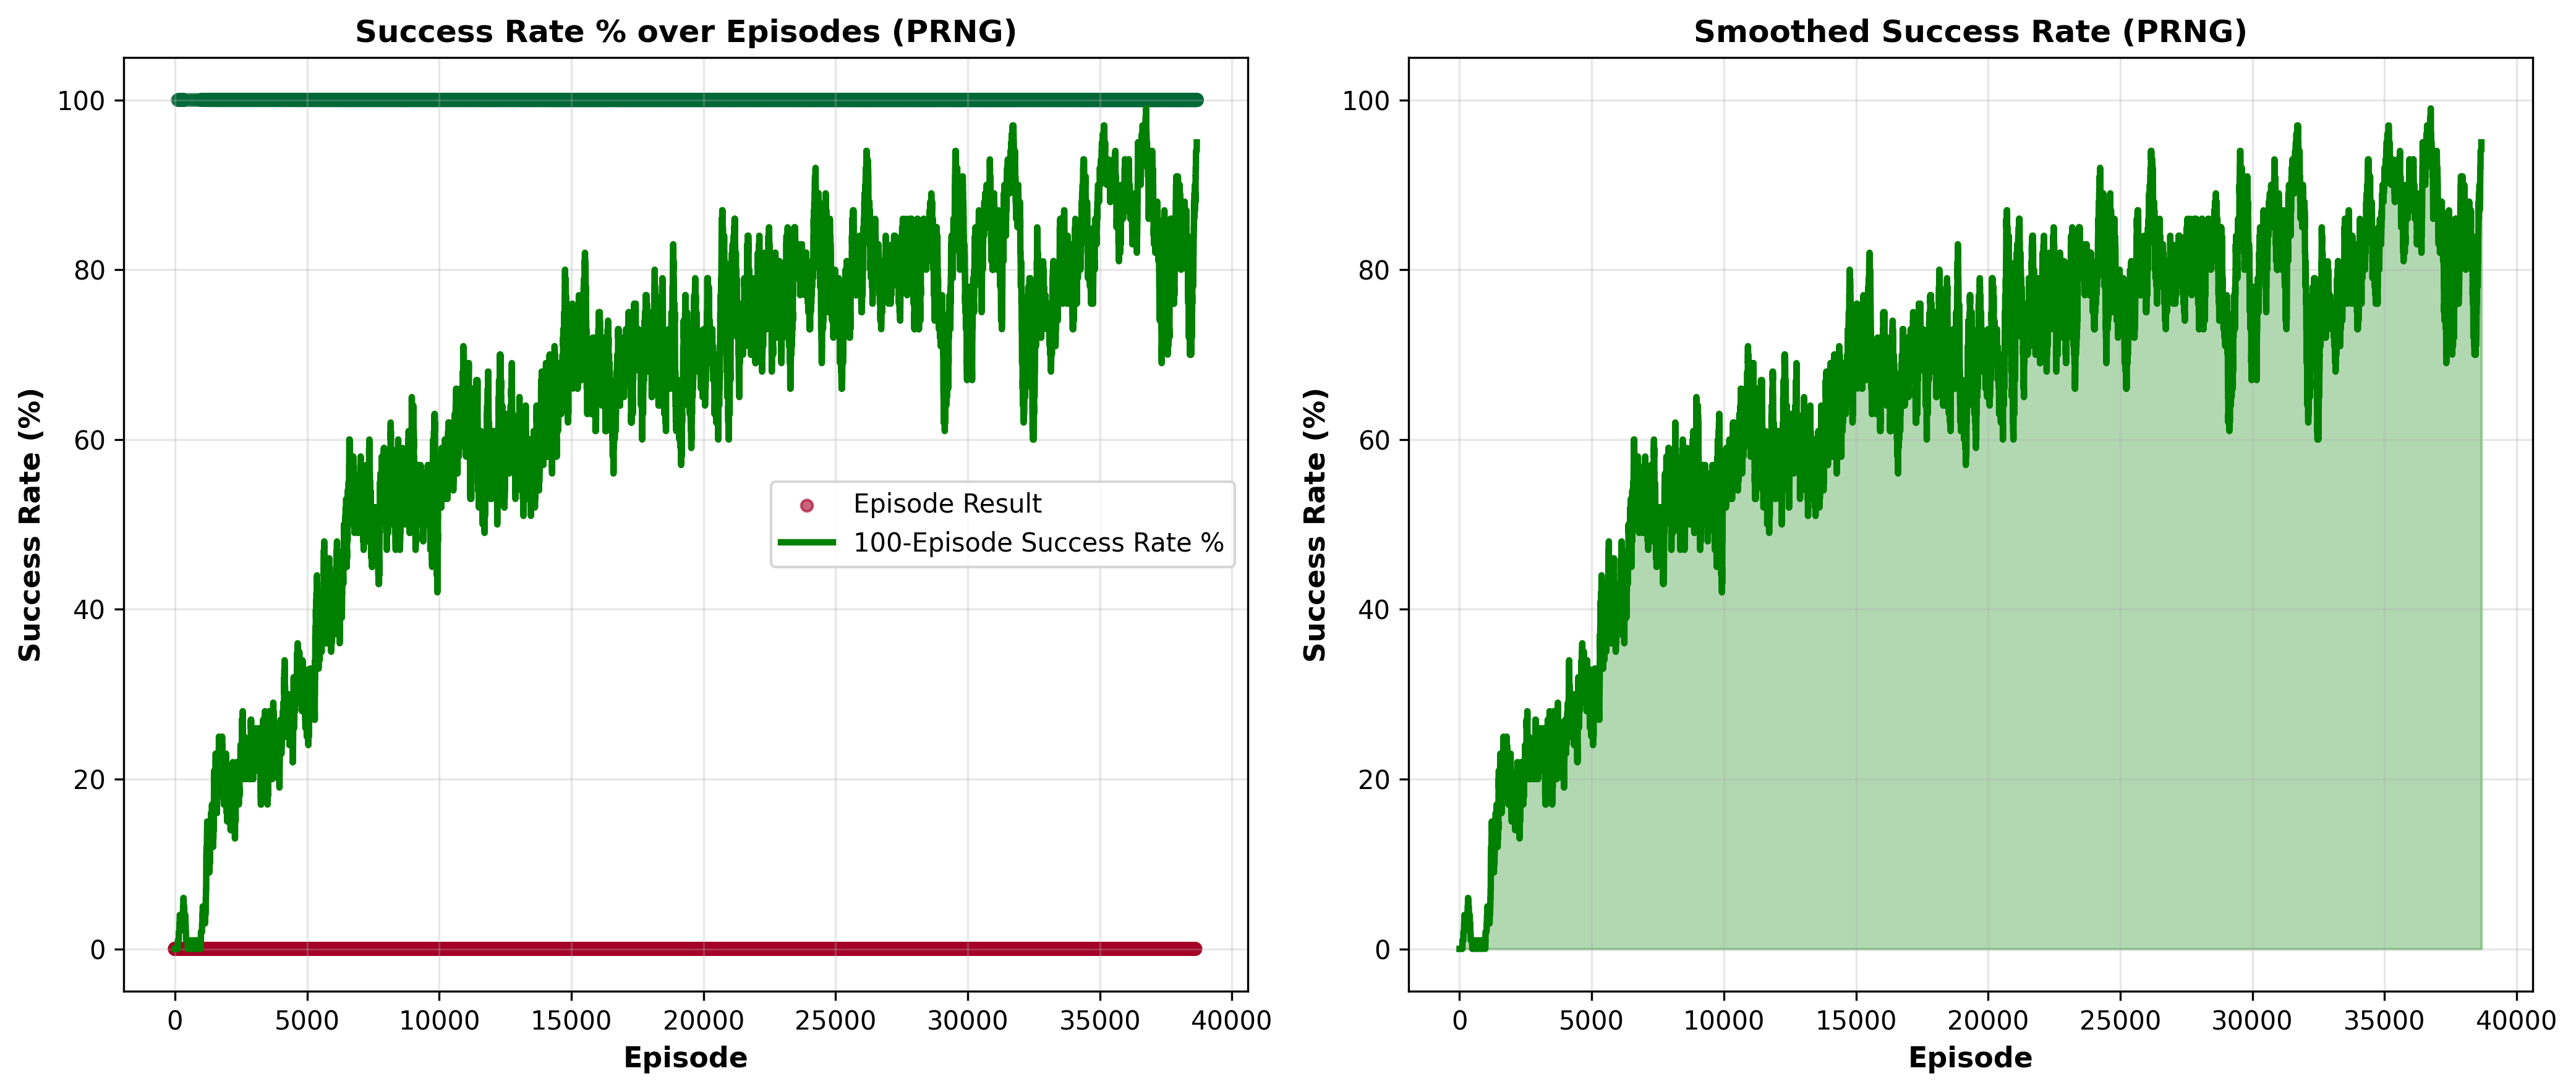 Success Rate % over Episodes (PRNG)
Success Rate (%)
100
80
60
40
20
0
Episode Result
100-Episode Success Rate %
0 5000 10000 15000 20000 25000 30000 35000 40000
Episode
Smoothed Success Rate (PRNG)
Success Rate (%)
100
80
60
40
20
0
0 5000 10000 15000 20000 25000 30000 35000 40000
Episode